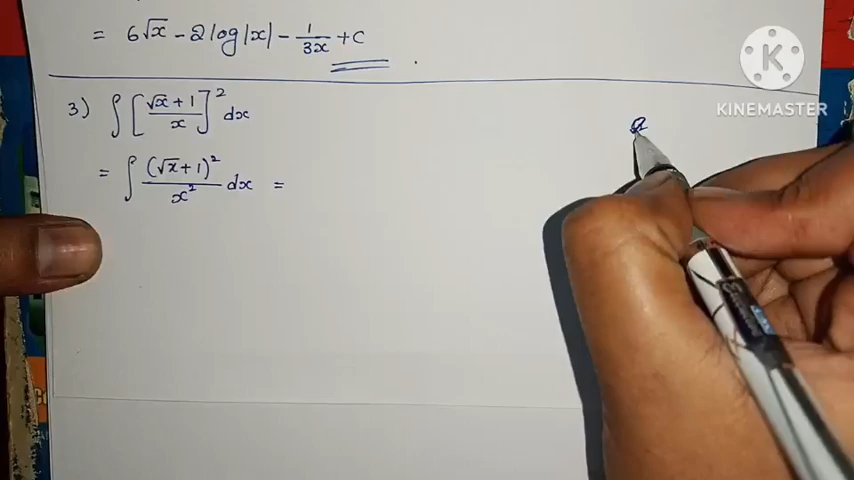 = 6√x - 2 log|x| - 1/3x + C
3) ∫ [(√x + 1)/x]² dx
= ∫ (√x + 1)²/x² dx =
KINEMASTER